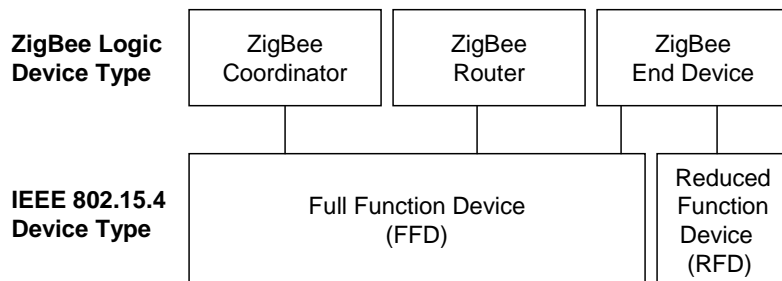 ZigBee Logic
Device Type
ZigBee
Coordinator
ZigBee
Router
ZigBee
End Device
IEEE 802.15.4
Device Type
Full Function Device
(FFD)
Reduced
Function
Device
(RFD)